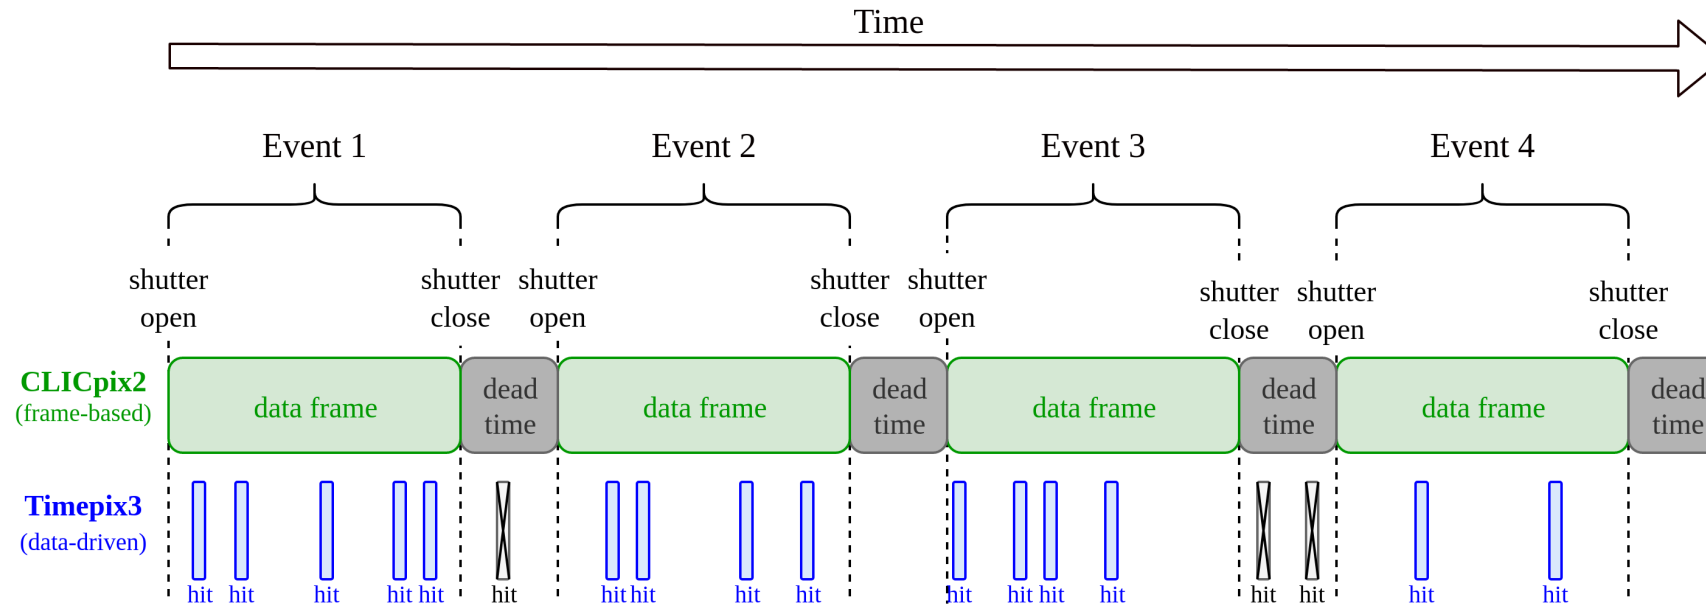 Time
Event 1 Event 2 Event 3 Event 4
shutter open shutter close shutter open shutter close shutter open shutter close shutter open shutter close
CLICpix2
(frame-based)
data frame dead time data frame dead time data frame dead time data frame dead time
Timepix3
(data-driven)
hit hit hit hit hit hit hit hit hit hit hit hit hit hit hit hit hit hit